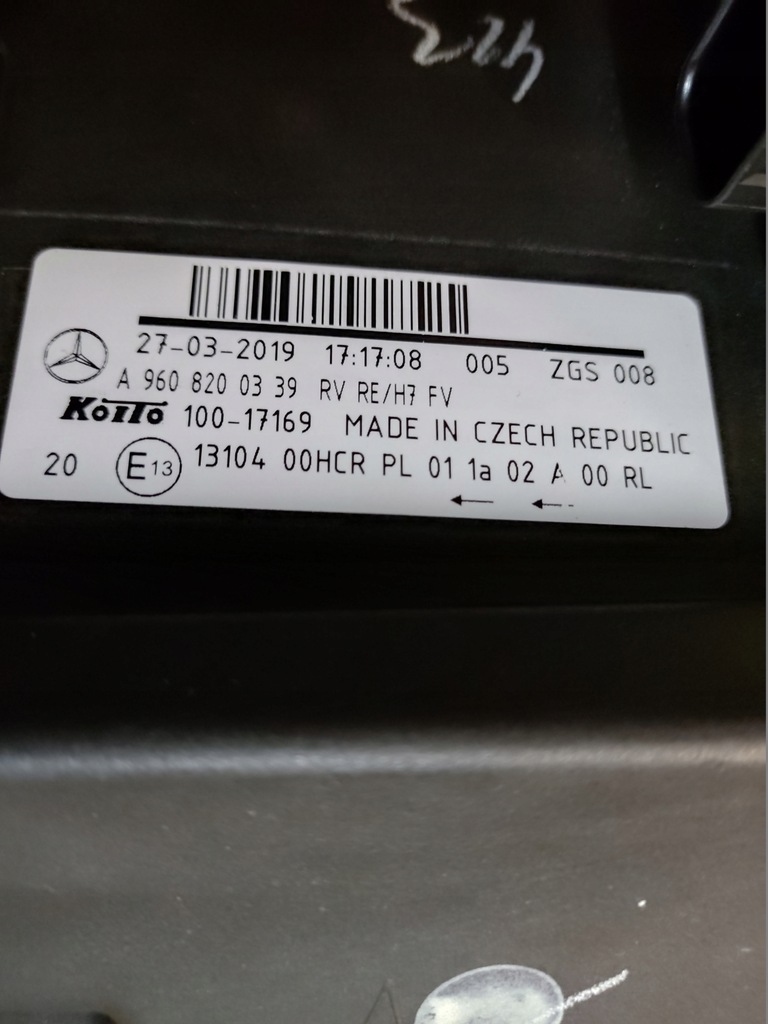 27-03-2019 17:17:08 005 ZGS 008
A 960 820 03 39 RV RE/H7 FV
KOITO 100-17169 MADE IN CZECH REPUBLIC
20 E13 13104 00HCR PL 01 1a 02 A 00 RL